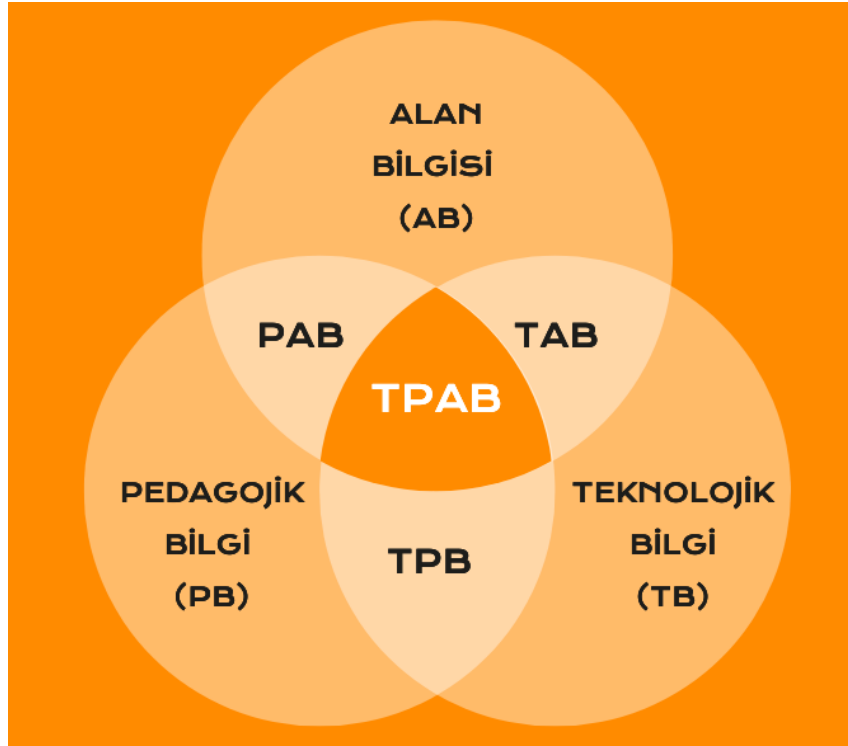 ALAN
BİLGİSİ
(AB)
PAB
TAB
TPAB
PEDAGOJİK
BİLGİ
(PB)
TPB
TEKNOLOJİK
BİLGİ
(TB)